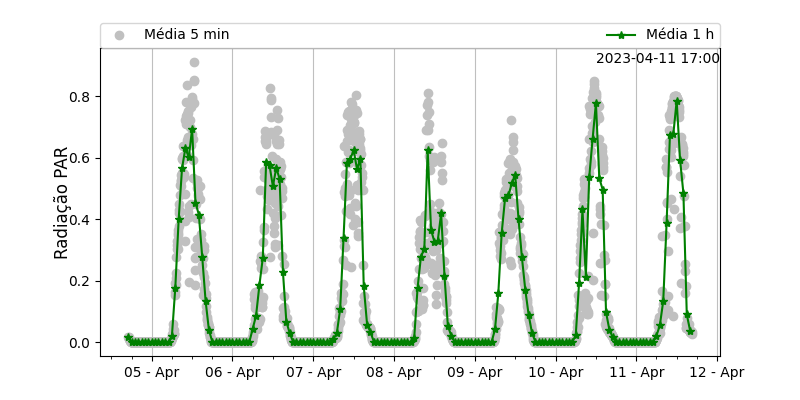 Média 5 min
Média 1 h
2023-04-11 17:00
Radiação PAR
0.8
0.6
0.4
0.2
0.0
05 - Apr
06 - Apr
07 - Apr
08 - Apr
09 - Apr
10 - Apr
11 - Apr
12 - Apr